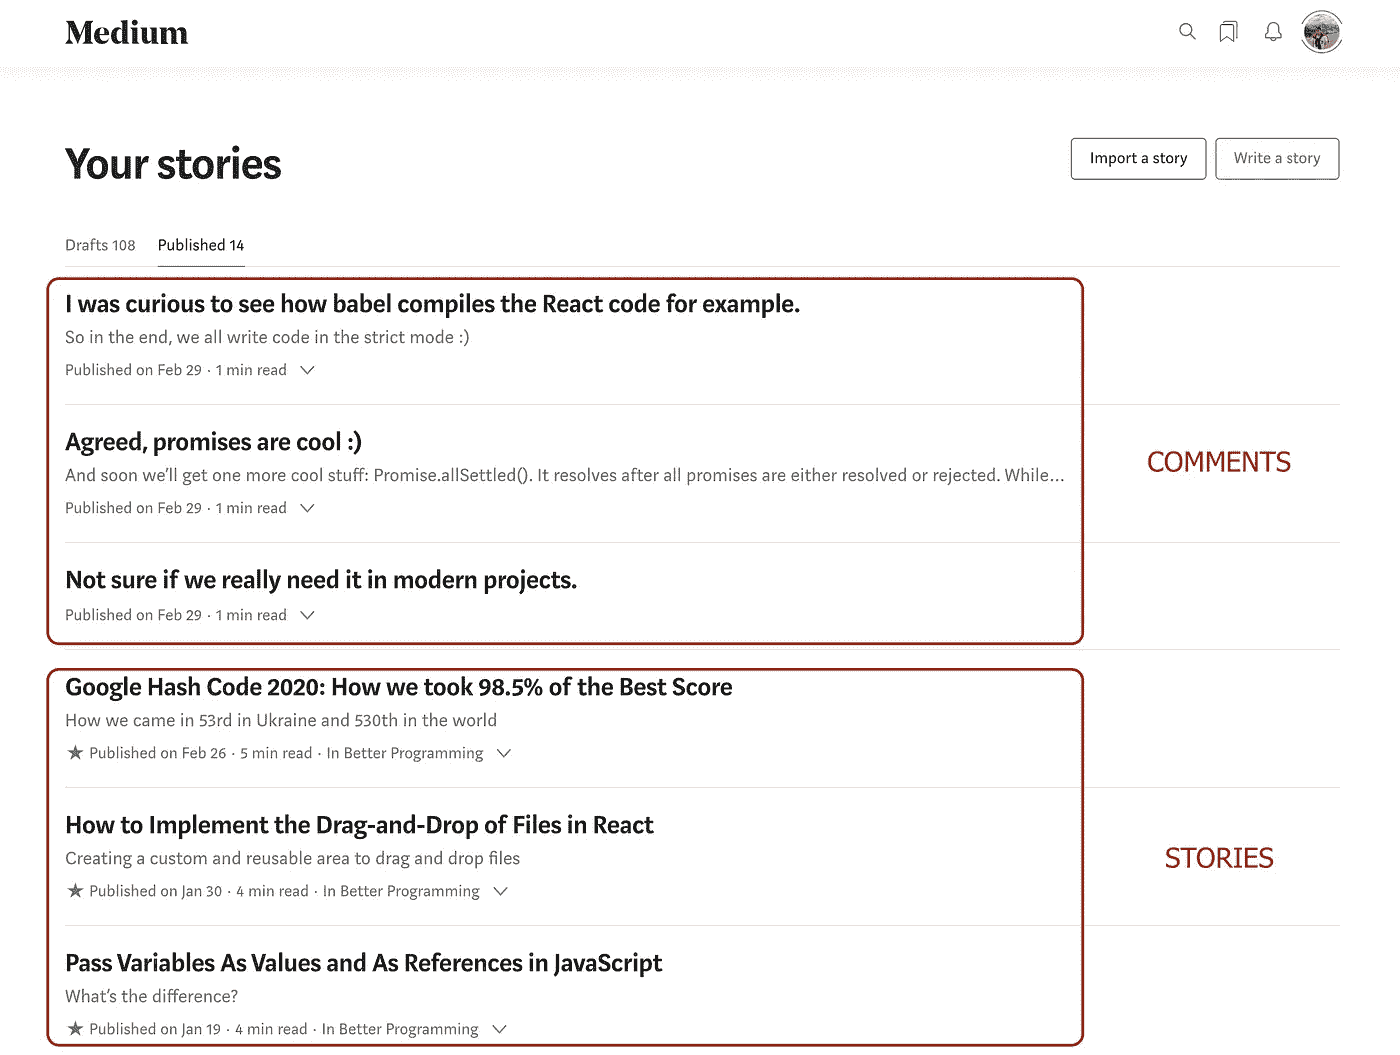 Medium
Your stories
Import a story
Write a story
Drafts 108
Published 14
I was curious to see how babel compiles the React code for example.
So in the end, we all write code in the strict mode :)
Published on Feb 29 · 1 min read
Agreed, promises are cool :)
And soon we’ll get one more cool stuff: Promise.allSettled(). It resolves after all promises are either resolved or rejected. While…
Published on Feb 29 · 1 min read
COMMENTS
Not sure if we really need it in modern projects.
Published on Feb 29 · 1 min read
Google Hash Code 2020: How we took 98.5% of the Best Score
How we came in 53rd in Ukraine and 530th in the world
Published on Feb 26 · 5 min read · In Better Programming
How to Implement the Drag-and-Drop of Files in React
Creating a custom and reusable area to drag and drop files
Published on Jan 30 · 4 min read · In Better Programming
STORIES
Pass Variables As Values and As References in JavaScript
What’s the difference?
Published on Jan 19 · 4 min read · In Better Programming